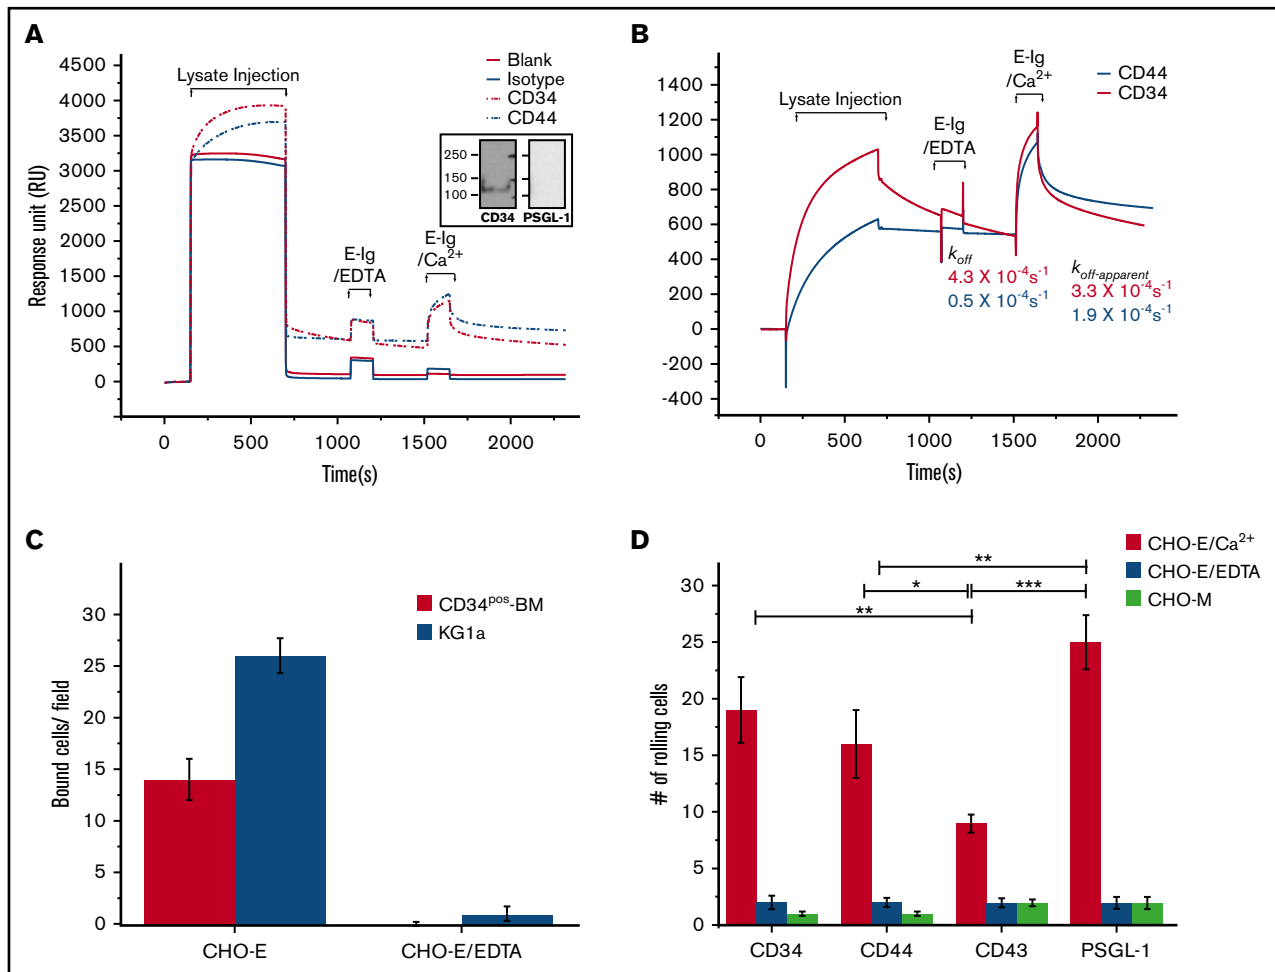 A
Lysate Injection
Blank
Isotype
CD34
CD44
250
150
100
CD34 PSGL-1
E-Ig
/EDTA
E-Ig
/Ca²⁺
Response unit (RU)
4500
4000
3500
3000
2500
2000
1500
1000
500
0
0 500 1000 1500 2000
Time(s)
B
Lysate Injection
E-Ig
/EDTA
E-Ig
/Ca²⁺
CD44
CD34
1400
1200
1000
800
600
400
200
0
-200
-400
k off
4.3 X 10⁻⁴s⁻¹
0.5 X 10⁻⁴s⁻¹
k off-apparent
3.3 X 10⁻⁴s⁻¹
1.9 X 10⁻⁴s⁻¹
0 500 1000 1500 2000
Time(s)
C
CD34pos-BM
KG1a
Bound cells/ field
30
25
20
15
10
5
0
CHO-E CHO-E/EDTA
D
CHO-E/Ca²⁺
CHO-E/EDTA
CHO-M
**
* ***
**
# of rolling cells
30
25
20
15
10
5
0
CD34 CD44 CD43 PSGL-1